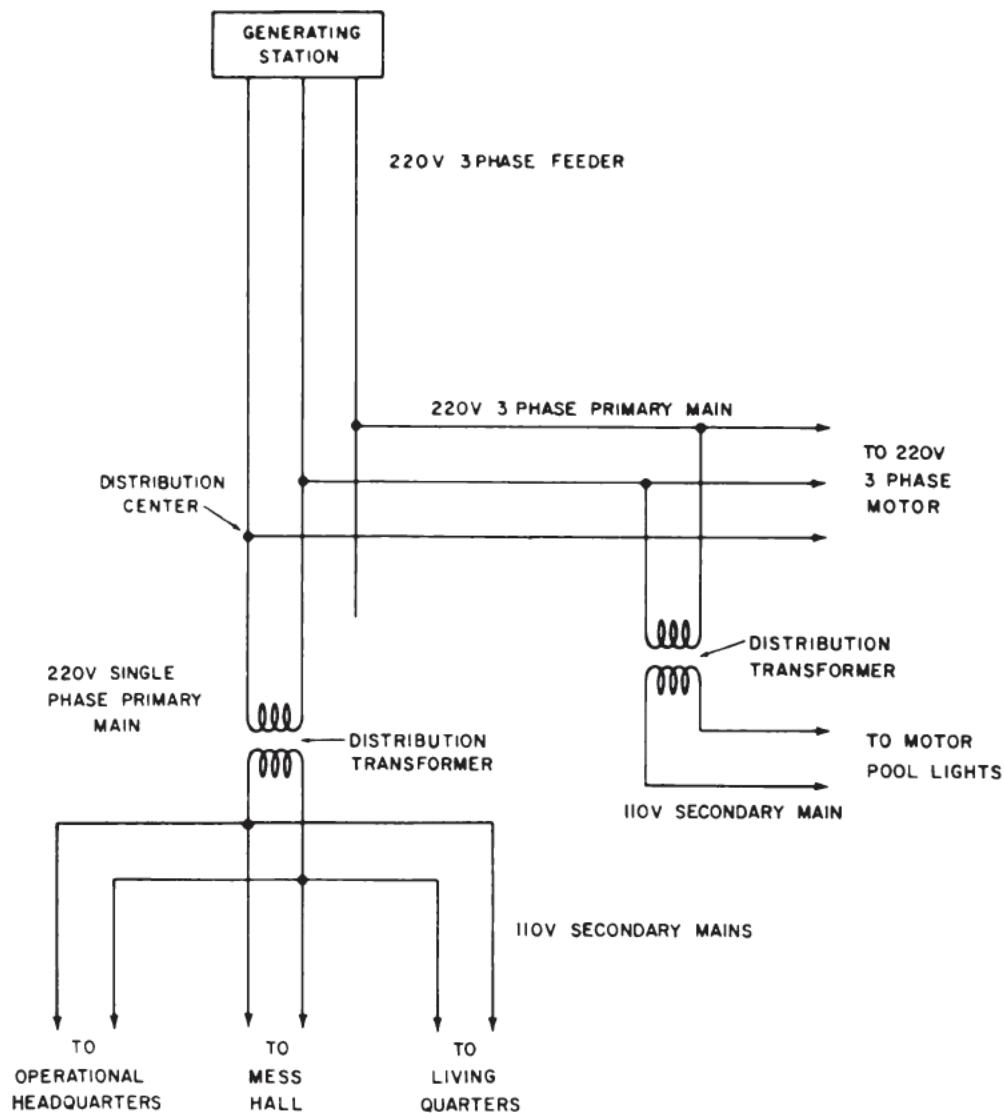 GENERATING
STATION
220V 3 PHASE FEEDER
220V 3 PHASE PRIMARY MAIN
TO 220V
3 PHASE
MOTOR
DISTRIBUTION
CENTER
DISTRIBUTION
TRANSFORMER
220V SINGLE
PHASE PRIMARY
MAIN
DISTRIBUTION
TRANSFORMER
TO MOTOR
POOL LIGHTS
110V SECONDARY MAIN
110V SECONDARY MAINS
TO
OPERATIONAL
HEADQUARTERS
TO
MESS
HALL
TO
LIVING
QUARTERS